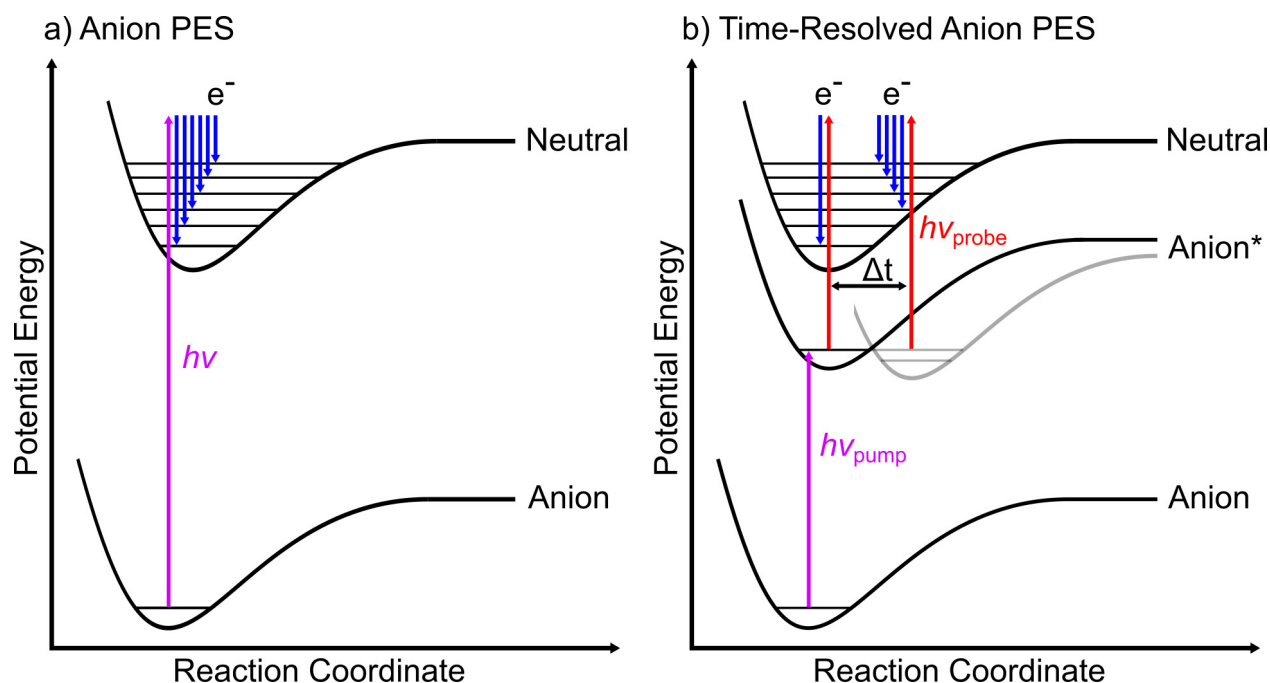 a) Anion PES
e⁻
Neutral
hν
Anion
Potential Energy
Reaction Coordinate
b) Time-Resolved Anion PES
e⁻ e⁻
Neutral
hνprobe
Δt
Anion*
hνpump
Anion
Potential Energy
Reaction Coordinate